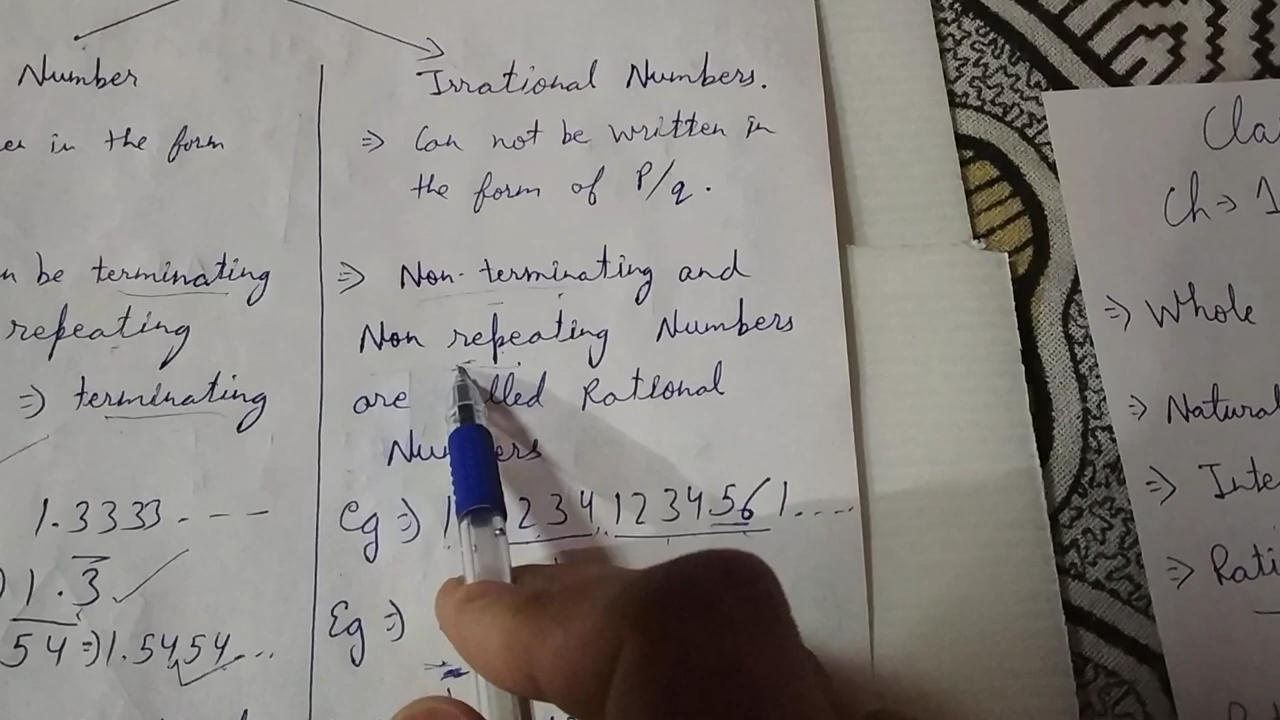 Number
in the form
be terminating
repeating
=> terminating
1.3333.---
1.3
54 => 1.5454...
Irrational Numbers.
=> Can not be written in
the form of P/q.
=> Non-terminating and
Non repeating Numbers
are Rational
Eg => 234 1234561....
Eg =>
Cla
Ch => 1
=> Whole
=> Natural
=> Inte
=> Rati